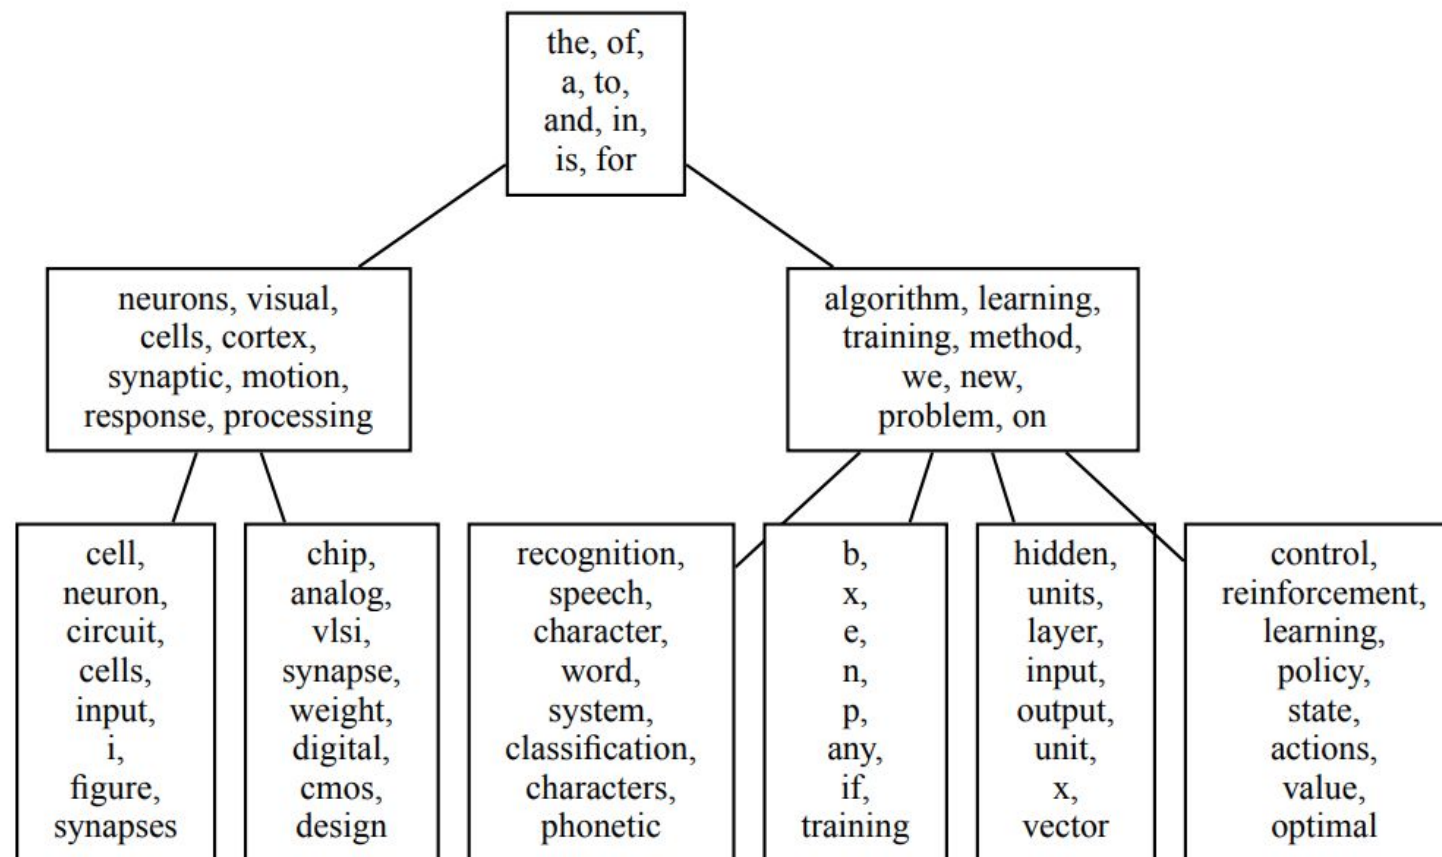 the, of,
a, to,
and, in,
is, for
neurons, visual,
cells, cortex,
synaptic, motion,
response, processing
algorithm, learning,
training, method,
we, new,
problem, on
cell,
neuron,
circuit,
cells,
input,
i,
figure,
synapses
chip,
analog,
vlsi,
synapse,
weight,
digital,
cmos,
design
recognition,
speech,
character,
word,
system,
classification,
characters,
phonetic
b,
x,
e,
n,
p,
any,
if,
training
hidden,
units,
layer,
input,
output,
unit,
x,
vector
control,
reinforcement,
learning,
policy,
state,
actions,
value,
optimal